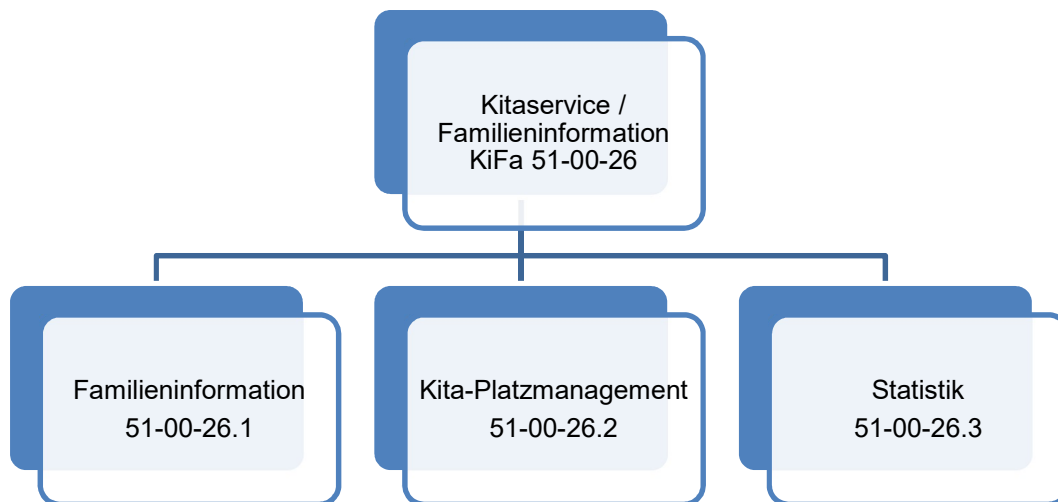 Kitaservice /
Familieninformation
KiFa 51-00-26
Familieninformation
51-00-26.1
Kita-Platzmanagement
51-00-26.2
Statistik
51-00-26.3